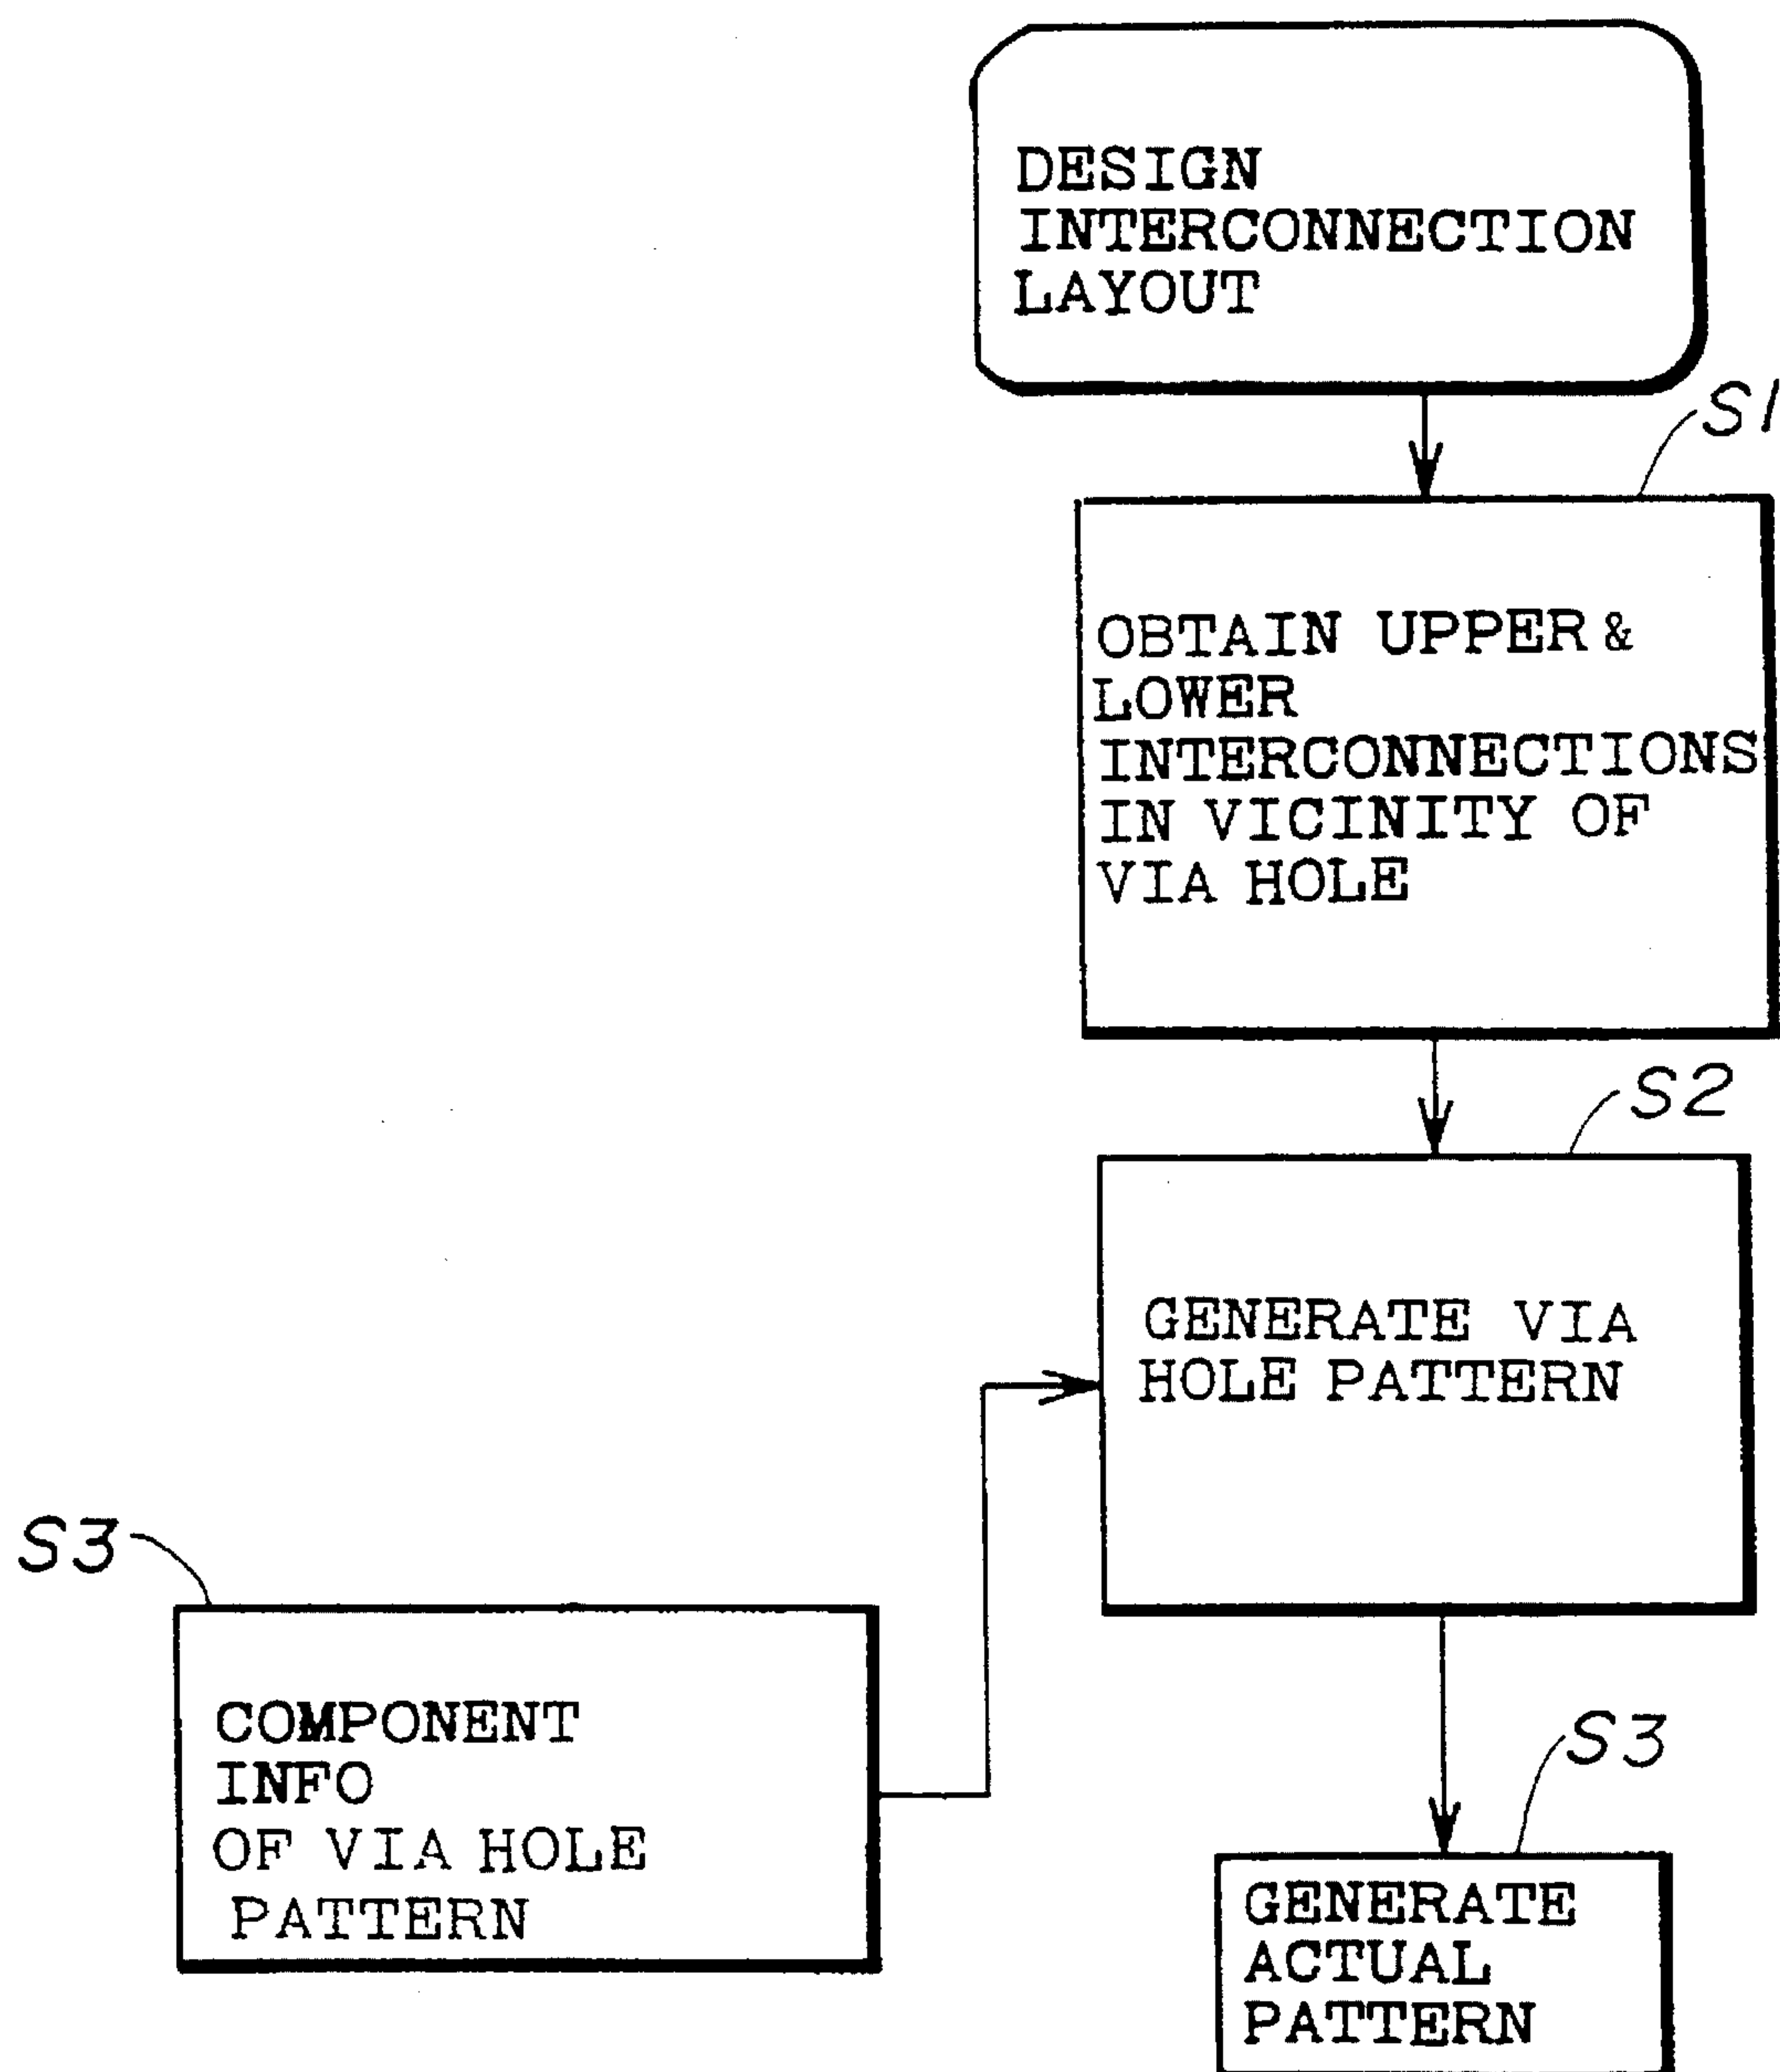 DESIGN
INTERCONNECTION
LAYOUT
S1
OBTAIN UPPER &
LOWER
INTERCONNECTIONS
IN VICINITY OF
VIA HOLE
S2
GENERATE VIA
HOLE PATTERN
S3
COMPONENT
INFO
OF VIA HOLE
PATTERN
S3
GENERATE
ACTUAL
PATTERN